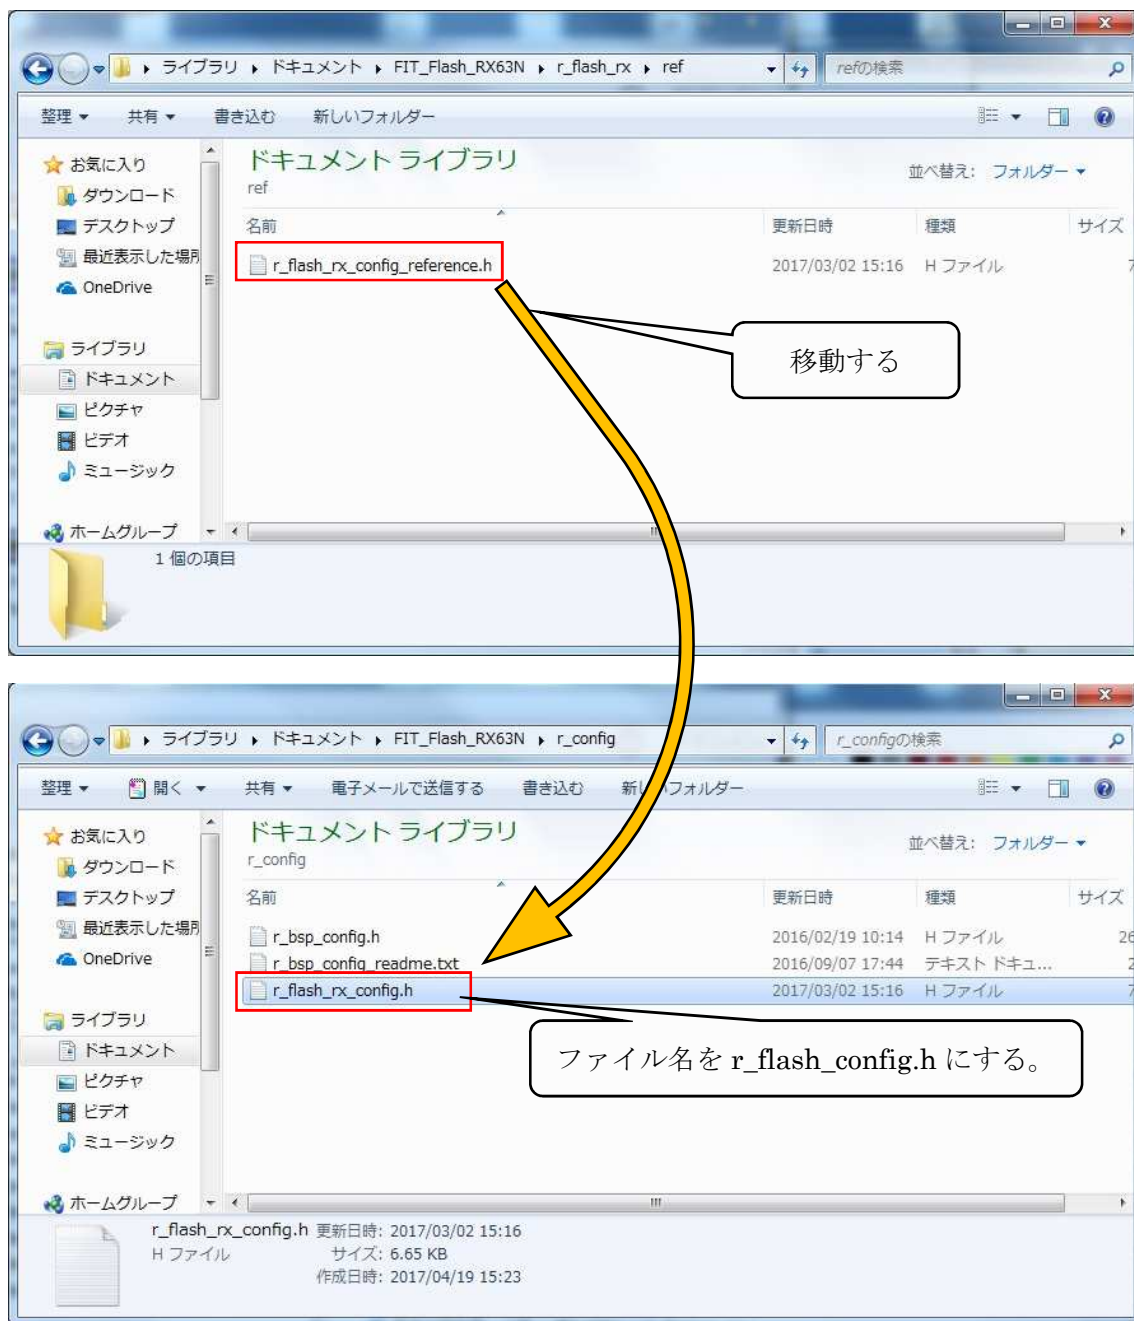 ライブラリ ▸ ドキュメント ▸ FIT_Flash_RX63N ▸ r_flash_rx ▸ ref
refの検索
整理 共有 書き込む 新しいフォルダー
お気に入り
ダウンロード
デスクトップ
最近表示した場所
OneDrive
ライブラリ
ドキュメント
ピクチャ
ビデオ
ミュージック
ホームグループ
ドキュメント ライブラリ
ref
並べ替え: フォルダー
名前 更新日時 種類 サイズ
r_flash_rx_config_reference.h 2017/03/02 15:16 H ファイル 7
移動する
1 個の項目
ライブラリ ▸ ドキュメント ▸ FIT_Flash_RX63N ▸ r_config
r_configの検索
整理 開く 共有 電子メールで送信する 書き込む 新しいフォルダー
お気に入り
ダウンロード
デスクトップ
最近表示した場所
OneDrive
ライブラリ
ドキュメント
ピクチャ
ビデオ
ミュージック
ホームグループ
ドキュメント ライブラリ
r_config
並べ替え: フォルダー
名前 更新日時 種類 サイズ
r_bsp_config.h 2016/02/19 10:14 H ファイル 26
r_bsp_config_readme.txt 2016/09/07 17:44 テキスト ドキュ... 2
r_flash_rx_config.h 2017/03/02 15:16 H ファイル 7
ファイル名を r_flash_config.h にする。
r_flash_rx_config.h 更新日時: 2017/03/02 15:16
H ファイル サイズ: 6.65 KB
作成日時: 2017/04/19 15:23